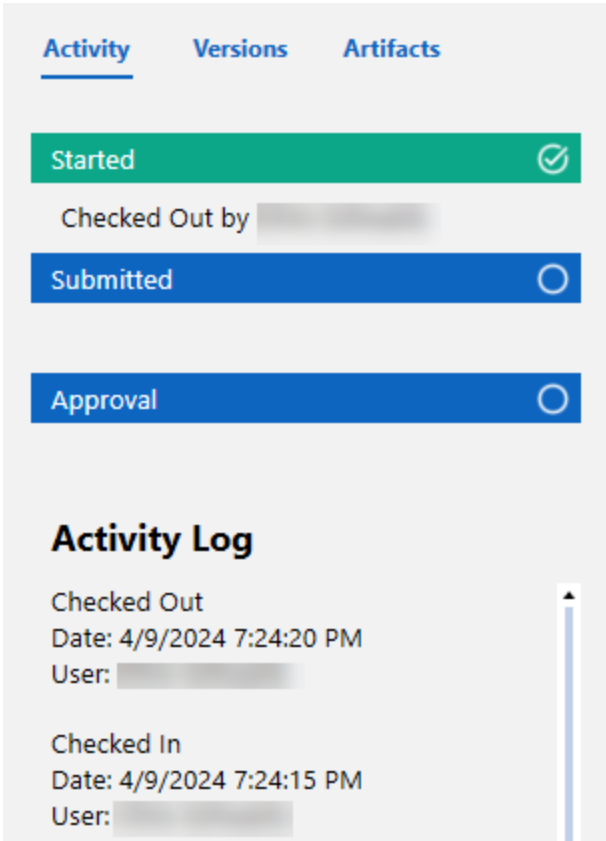 Activity Versions Artifacts
Started
Checked Out by
Submitted
Approval
Activity Log
Checked Out
Date: 4/9/2024 7:24:20 PM
User:
Checked In
Date: 4/9/2024 7:24:15 PM
User: